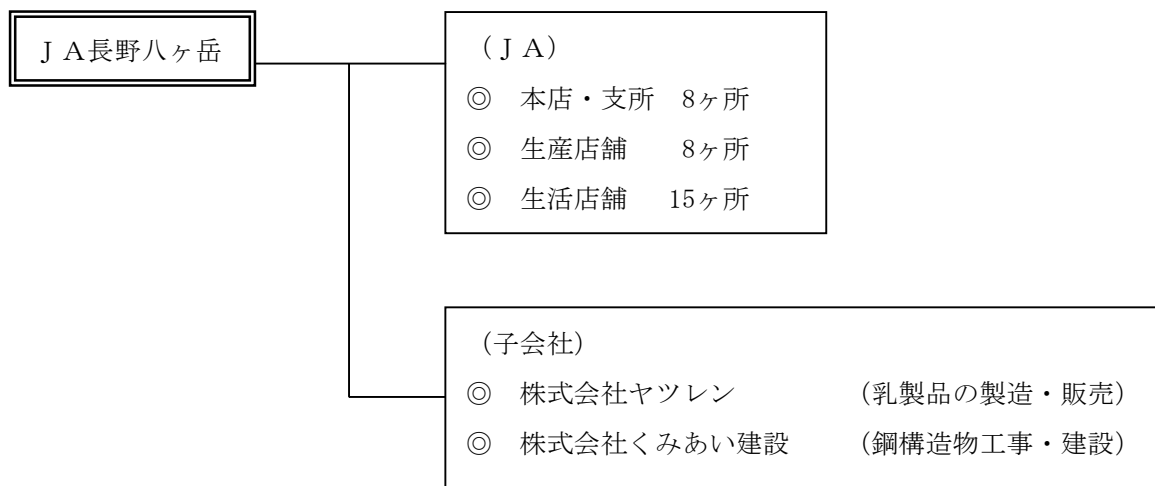 ＪＡ長野八ヶ岳
（ＪＡ）
◎　本店・支所　8ヶ所
◎　生産店舗　　8ヶ所
◎　生活店舗　 15ヶ所
（子会社）
◎　株式会社ヤツレン　　　（乳製品の製造・販売）
◎　株式会社くみあい建設　　（鋼構造物工事・建設）